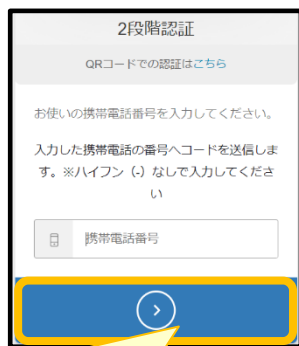 2段階認証
QRコードでの認証はこちら
お使いの携帯電話番号を入力してください。
入力した携帯電話の番号へコードを送信しま
す。※ハイフン（-）なしで入力してくださ
い
携帯電話番号